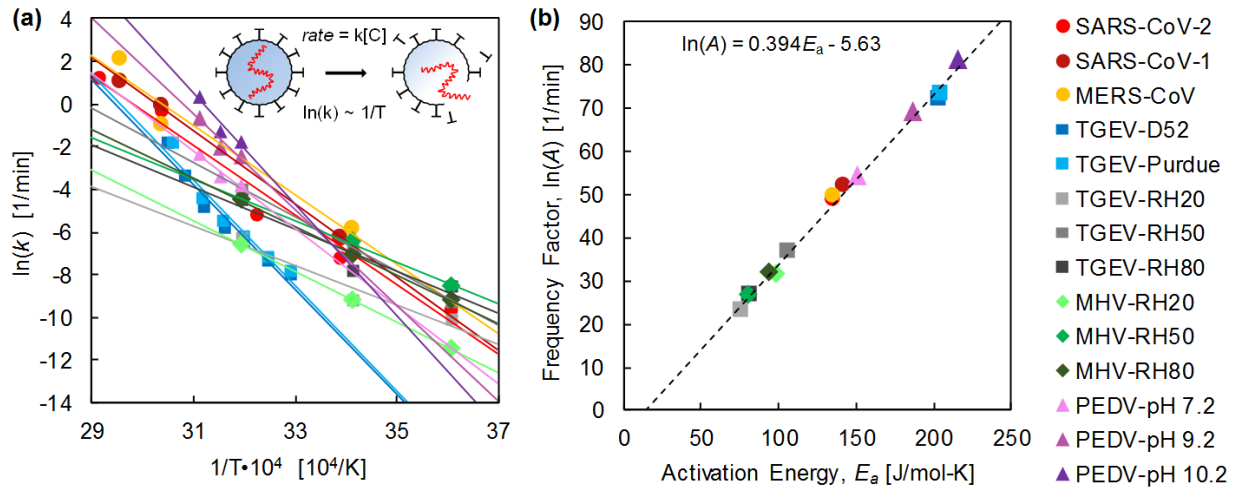 (a)
ln(k) [1/min]
4
2
0
-2
-4
-6
-8
-10
-12
-14
rate = k[C]
ln(k) ~ 1/T
29
31
33
35
37
1/T•10⁴ [10⁴/K]
(b)
Frequency Factor, ln(A) [1/min]
90
80
70
60
50
40
30
20
10
0
ln(A) = 0.394Eₐ - 5.63
0
50
100
150
200
250
Activation Energy, Eₐ [J/mol-K]
SARS-CoV-2
SARS-CoV-1
MERS-CoV
TGEV-D52
TGEV-Purdue
TGEV-RH20
TGEV-RH50
TGEV-RH80
MHV-RH20
MHV-RH50
MHV-RH80
PEDV-pH 7.2
PEDV-pH 9.2
PEDV-pH 10.2